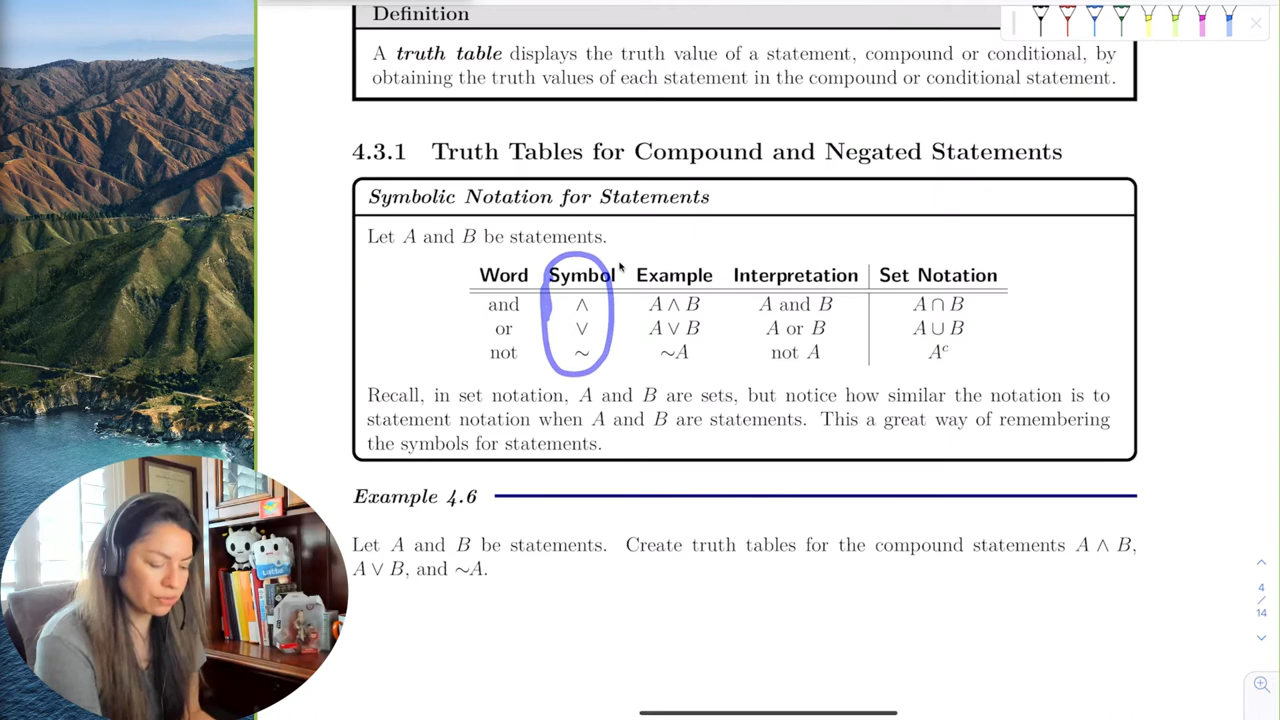 Definition
A truth table displays the truth value of a statement, compound or conditional, by
obtaining the truth values of each statement in the compound or conditional statement.
4.3.1 Truth Tables for Compound and Negated Statements
Symbolic Notation for Statements
Let A and B be statements.
Word Symbol Example Interpretation Set Notation
and ∧ A ∧ B A and B A ∩ B
or ∨ A ∨ B A or B A ∪ B
not ∼ ∼A not A Aᶜ
Recall, in set notation, A and B are sets, but notice how similar the notation is to
statement notation when A and B are statements. This a great way of remembering
the symbols for statements.
Example 4.6
Let A and B be statements. Create truth tables for the compound statements A ∧ B,
A ∨ B, and ∼A.
4
/
14